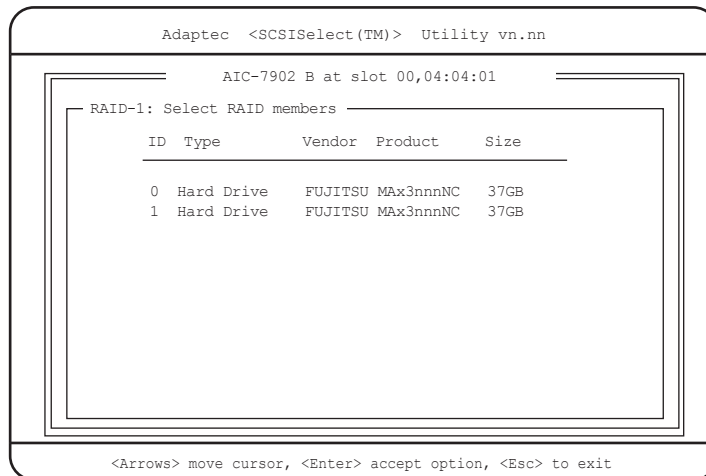 Adaptec <SCSISelect(TM)> Utility vn.nn
AIC-7902 B at slot 00,04:04:01
RAID-1: Select RAID members
ID Type Vendor Product Size
0 Hard Drive FUJITSU MAx3nnnNC 37GB
1 Hard Drive FUJITSU MAx3nnnNC 37GB
<Arrows> move cursor, <Enter> accept option, <Esc> to exit